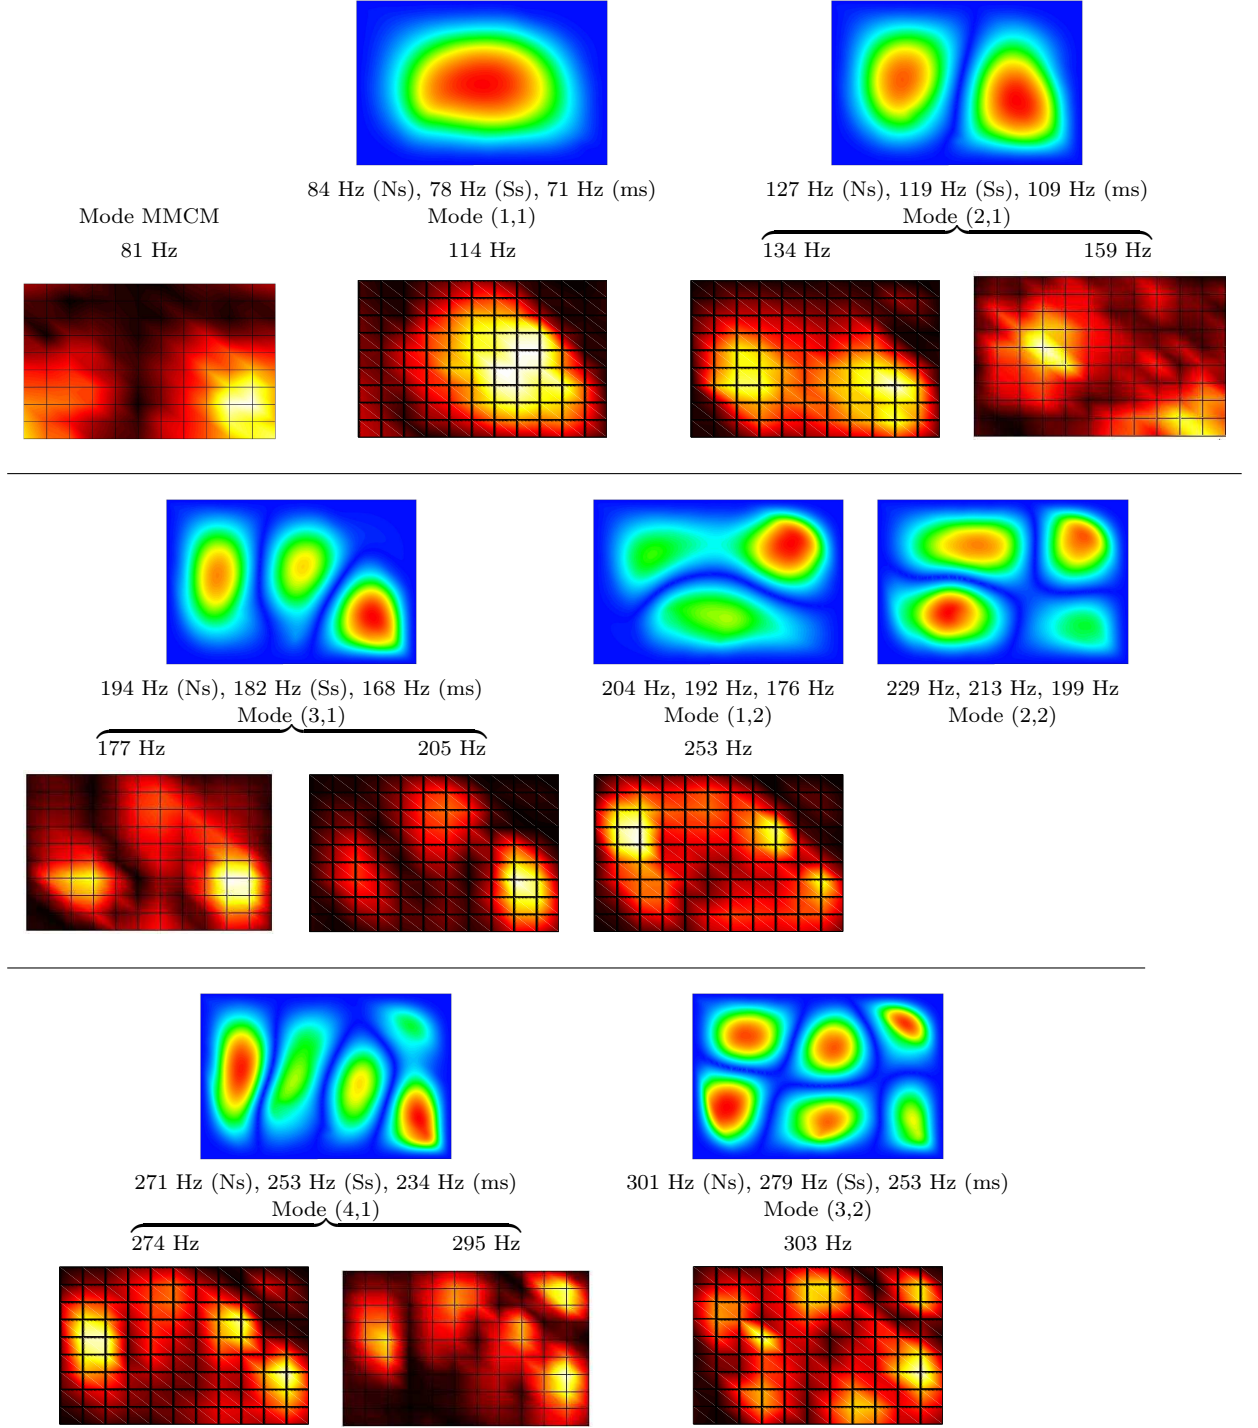 84 Hz (Ns), 78 Hz (Ss), 71 Hz (ms)
127 Hz (Ns), 119 Hz (Ss), 109 Hz (ms)
Mode MMCM
Mode (1,1)
Mode (2,1)
81 Hz
114 Hz
134 Hz
159 Hz
194 Hz (Ns), 182 Hz (Ss), 168 Hz (ms)
204 Hz, 192 Hz, 176 Hz
229 Hz, 213 Hz, 199 Hz
Mode (3,1)
Mode (1,2)
Mode (2,2)
177 Hz
205 Hz
253 Hz
271 Hz (Ns), 253 Hz (Ss), 234 Hz (ms)
301 Hz (Ns), 279 Hz (Ss), 253 Hz (ms)
Mode (4,1)
Mode (3,2)
274 Hz
295 Hz
303 Hz